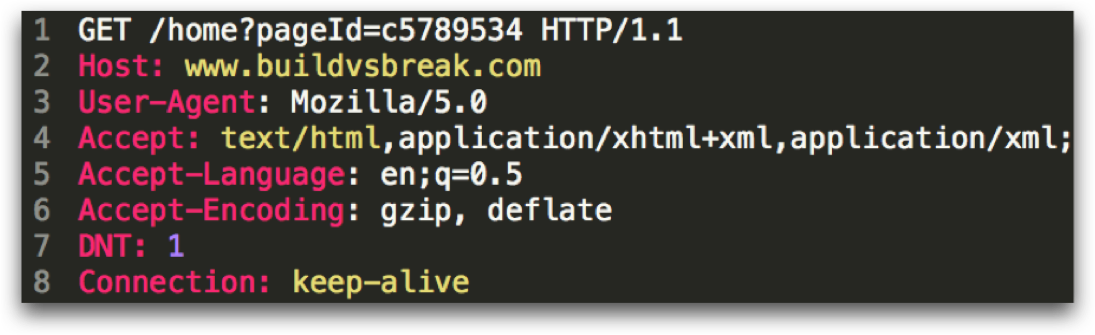 1 GET /home?pageId=c5789534 HTTP/1.1
2 Host: www.buildvsbreak.com
3 User-Agent: Mozilla/5.0
4 Accept: text/html,application/xhtml+xml,application/xml;
5 Accept-Language: en;q=0.5
6 Accept-Encoding: gzip, deflate
7 DNT: 1
8 Connection: keep-alive